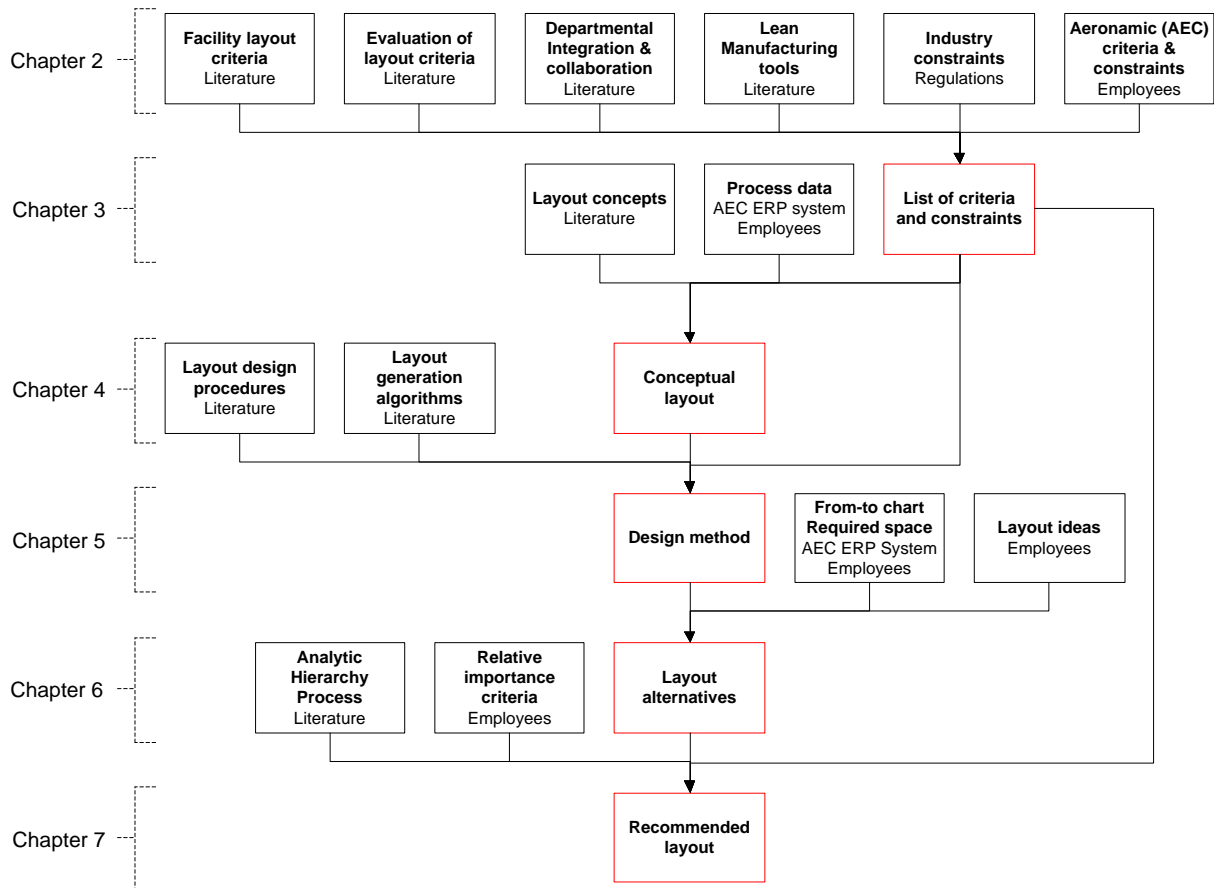 Chapter 2
Facility layout
criteria
Literature
Evaluation of
layout criteria
Literature
Departmental
Integration &
collaboration
Literature
Lean
Manufacturing
tools
Literature
Industry
constraints
Regulations
Aeronamic (AEC)
criteria &
constraints
Employees
Chapter 3
Layout concepts
Literature
Process data
AEC ERP system
Employees
List of criteria
and constraints
Chapter 4
Layout design
procedures
Literature
Layout
generation
algorithms
Literature
Conceptual
layout
Chapter 5
Design method
From-to chart
Required space
AEC ERP System
Employees
Layout ideas
Employees
Chapter 6
Analytic
Hierarchy
Process
Literature
Relative
importance
criteria
Employees
Layout
alternatives
Chapter 7
Recommended
layout